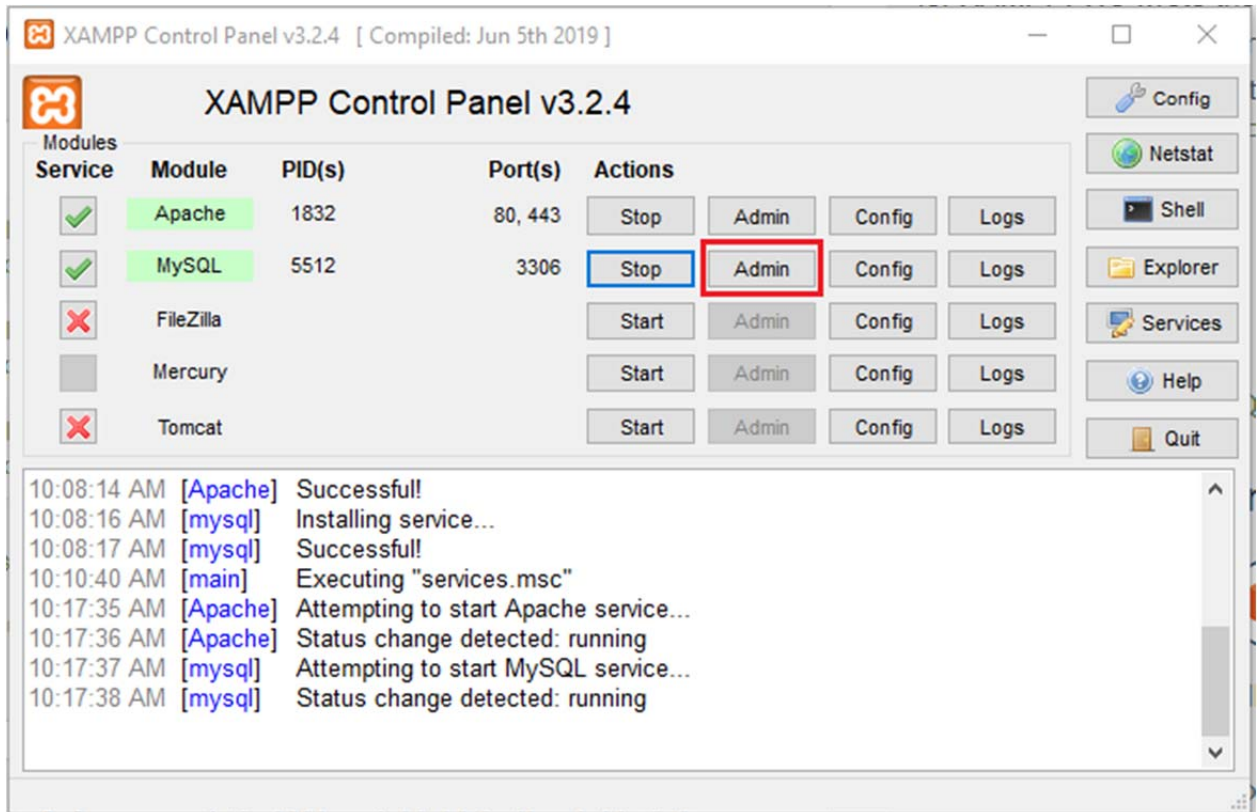 XAMPP Control Panel v3.2.4 [ Compiled: Jun 5th 2019 ]
XAMPP Control Panel v3.2.4
Config
Modules
Service Module PID(s) Port(s) Actions
Netstat
Apache 1832 80, 443 Stop Admin Config Logs
Shell
MySQL 5512 3306 Stop Admin Config Logs
Explorer
FileZilla Start Admin Config Logs
Services
Mercury Start Admin Config Logs
Help
Tomcat Start Admin Config Logs
Quit
10:08:14 AM [Apache] Successful!
10:08:16 AM [mysql] Installing service...
10:08:17 AM [mysql] Successful!
10:10:40 AM [main] Executing "services.msc"
10:17:35 AM [Apache] Attempting to start Apache service...
10:17:36 AM [Apache] Status change detected: running
10:17:37 AM [mysql] Attempting to start MySQL service...
10:17:38 AM [mysql] Status change detected: running